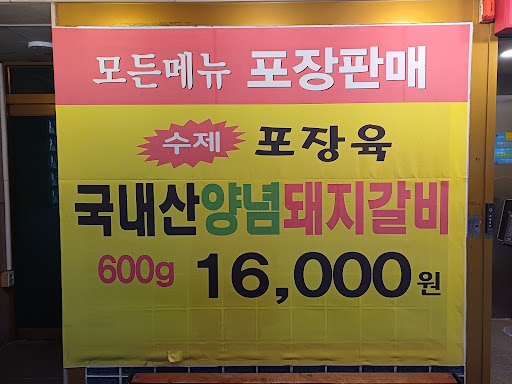 모든메뉴 포장판매
수제 포장육
국내산양념돼지갈비
600g 16,000원